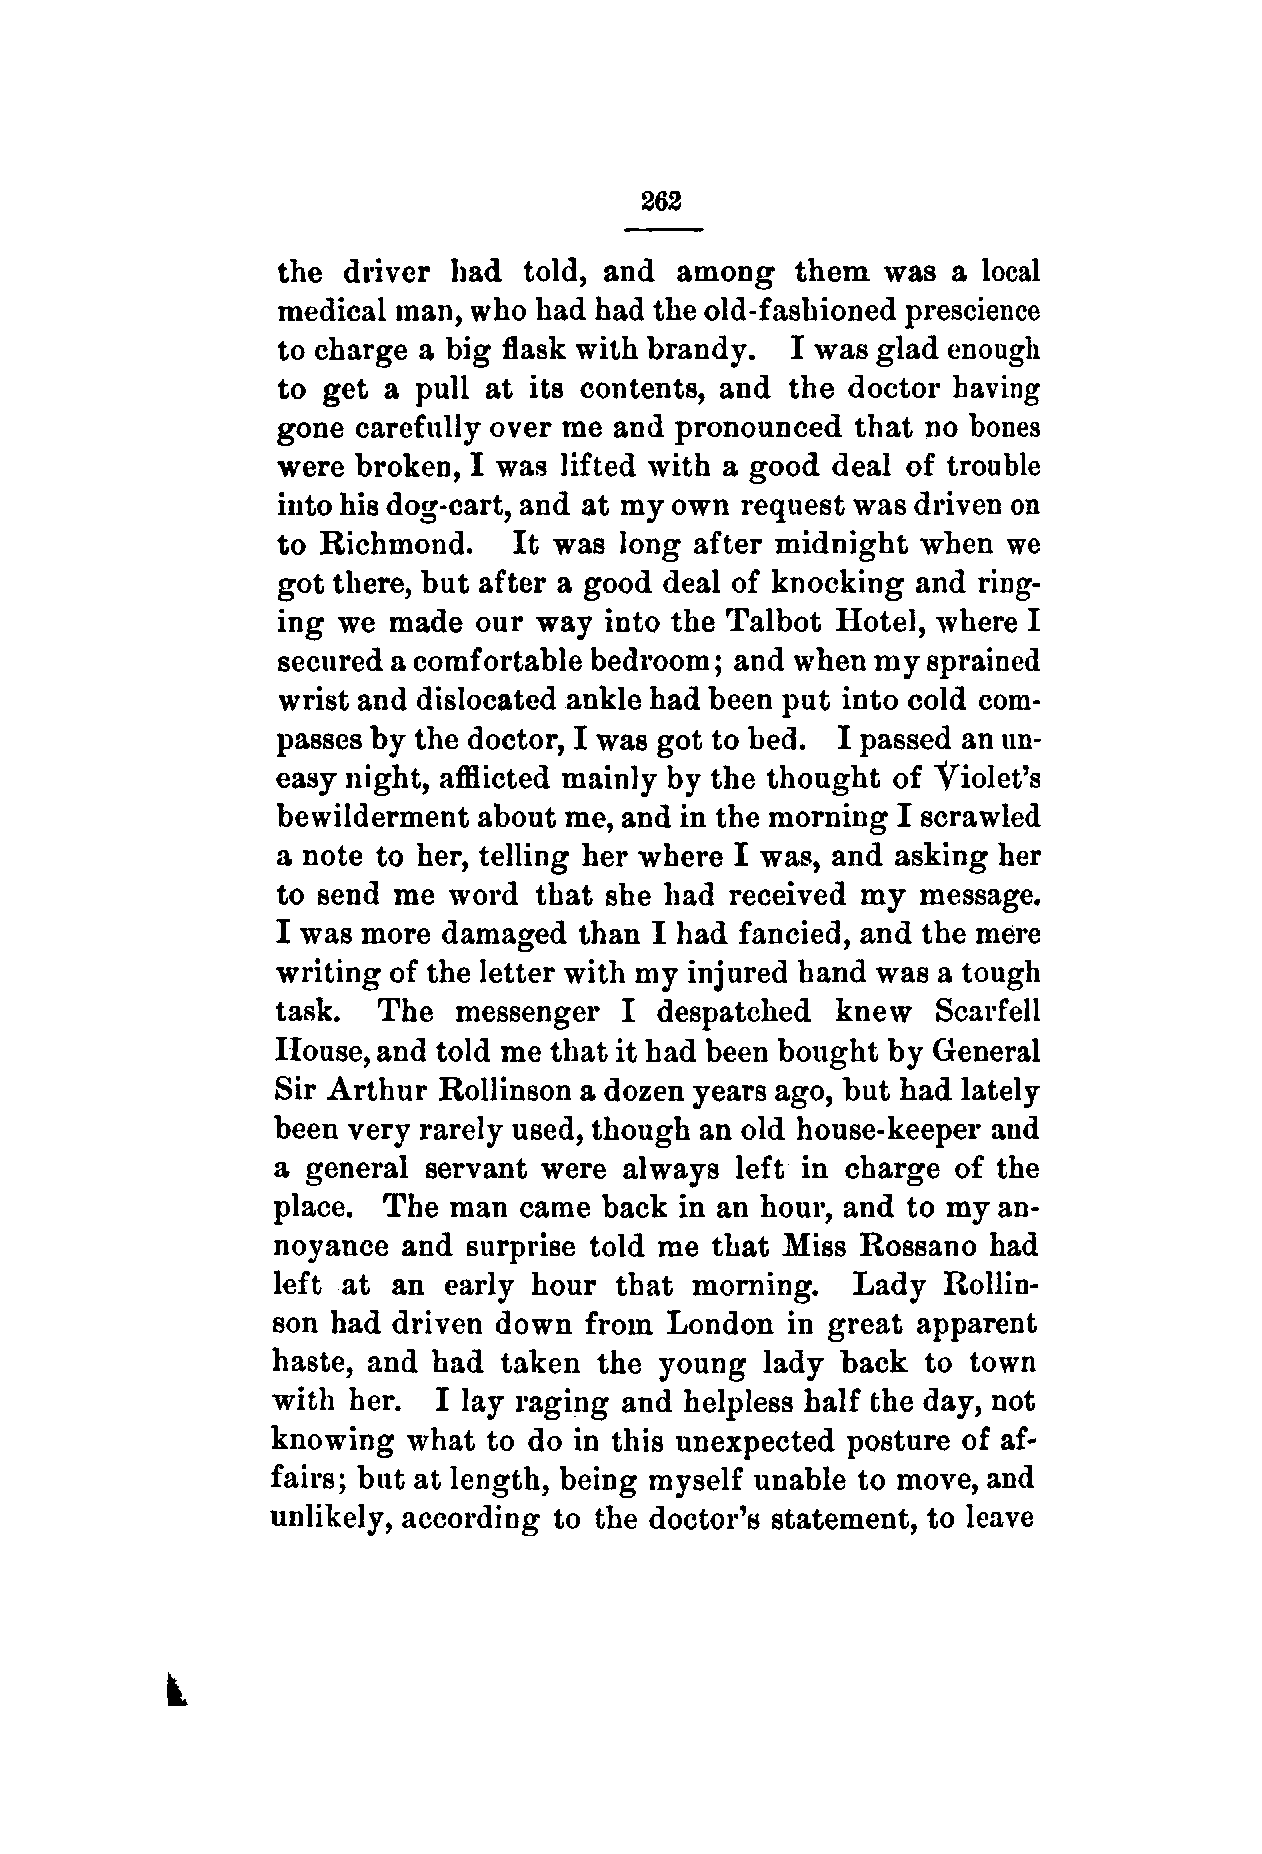 262
the driver had told, and among them was a local
medical man, who had had the old-fashioned prescience
to charge a big flask with brandy. I was glad enough
to get a pull at its contents, and the doctor having
gone carefully over me and pronounced that no bones
were broken, I was lifted with a good deal of trouble
into his dog-cart, and at my own request was driven on
to Richmond. It was long after midnight when we
got there, but after a good deal of knocking and ring-
ing we made our way into the Talbot Hotel, where I
secured a comfortable bedroom; and when my sprained
wrist and dislocated ankle had been put into cold com-
passes by the doctor, I was got to bed. I passed an un-
easy night, afflicted mainly by the thought of Violet's
bewilderment about me, and in the morning I scrawled
a note to her, telling her where I was, and asking her
to send me word that she had received my message.
I was more damaged than I had fancied, and the mere
writing of the letter with my injured hand was a tough
task. The messenger I despatched knew Scarfell
House, and told me that it had been bought by General
Sir Arthur Rollinson a dozen years ago, but had lately
been very rarely used, though an old house-keeper and
a general servant were always left in charge of the
place. The man came back in an hour, and to my an-
noyance and surprise told me that Miss Rossano had
left at an early hour that morning. Lady Rollin-
son had driven down from London in great apparent
haste, and had taken the young lady back to town
with her. I lay raging and helpless half the day, not
knowing what to do in this unexpected posture of af-
fairs; but at length, being myself unable to move, and
unlikely, according to the doctor's statement, to leave